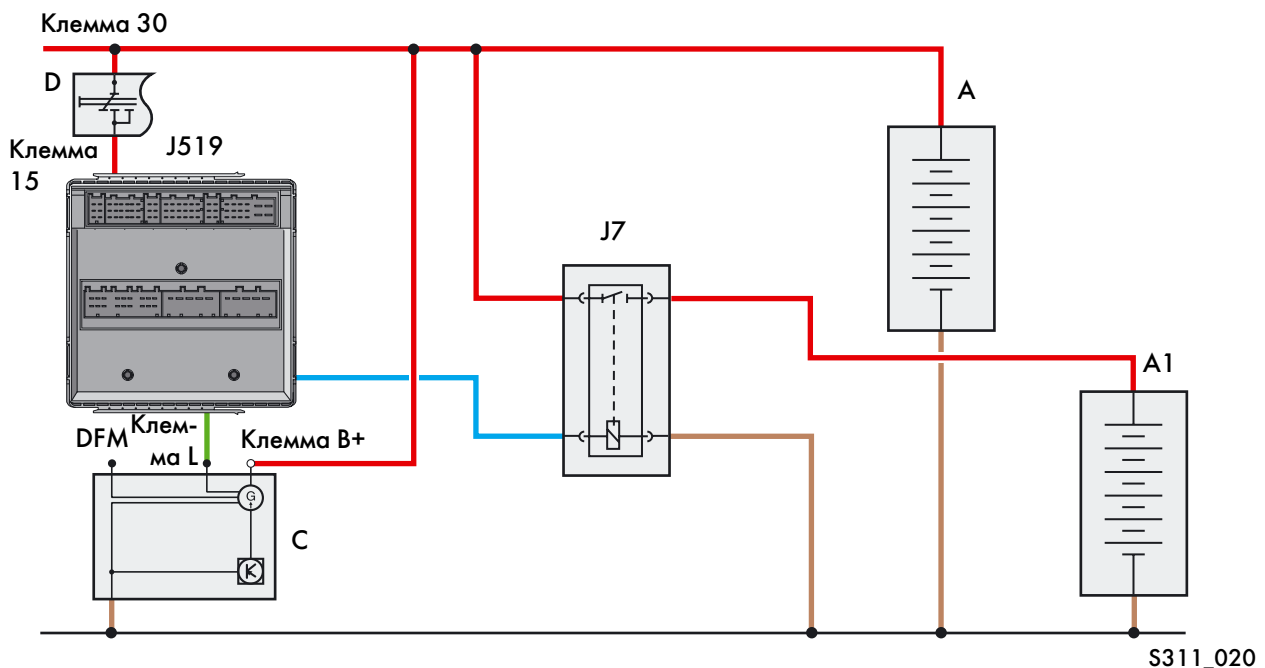 Клемма 30
D
A
Клемма
15
J519
J7
A1
DFM
Клем-
ма L
Клемма B+
G
C
K
S311_020